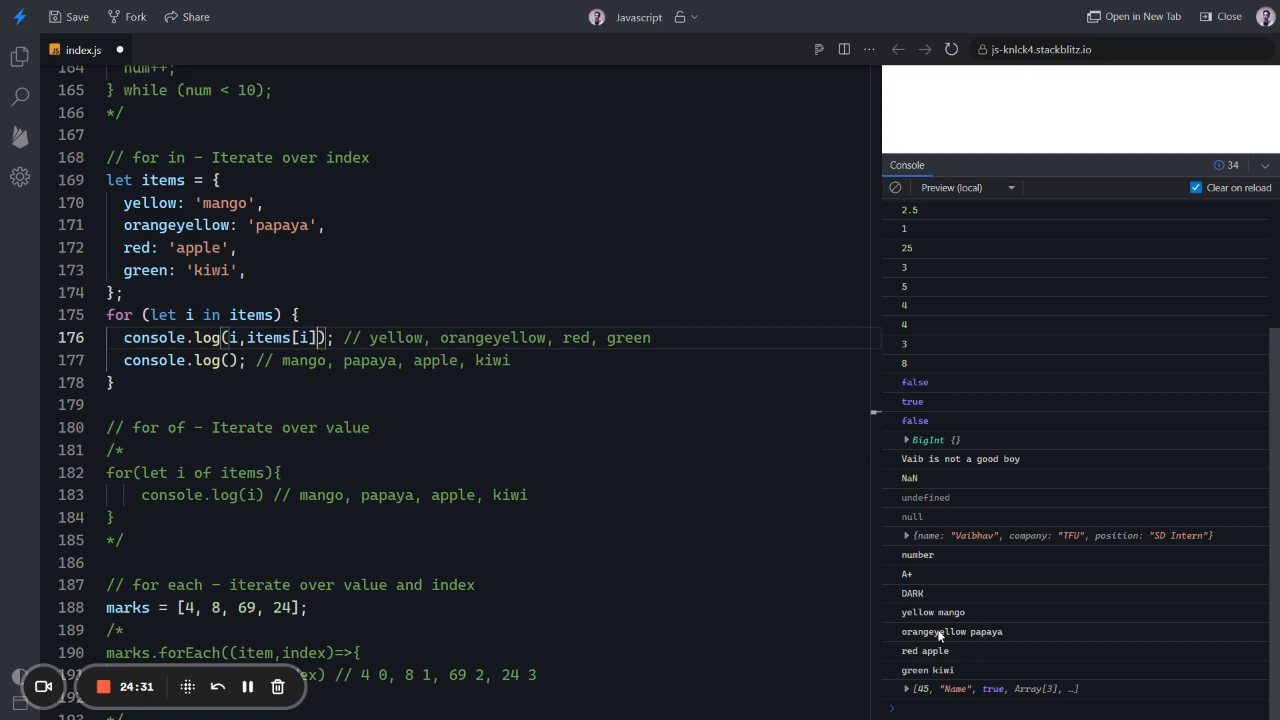 Save Fork Share Javascript Open in New Tab Close
JS index.js js-knlck4.stackblitz.io
164 num++;
165 } while (num < 10);
166 */
167
168 // for in – Iterate over index
169 let items = {
170 yellow: 'mango',
171 orangeyellow: 'papaya',
172 red: 'apple',
173 green: 'kiwi',
174 };
175 for (let i in items) {
176 console.log(i,items[i]); // yellow, orangeyellow, red, green
177 console.log(); // mango, papaya, apple, kiwi
178 }
179
180 // for of – Iterate over value
181 /*
182 for(let i of items){
183 console.log(i) // mango, papaya, apple, kiwi
184 }
185 */
186
187 // for each – iterate over value and index
188 marks = [4, 8, 69, 24];
189 /*
190 marks.forEach((item,index)=>{
191 ex) // 4 0, 8 1, 69 2, 24 3
192
193 */
24:31
Console 34
Preview (local) Clear on reload
2.5
1
25
3
5
4
4
3
8
false
true
false
BigInt {}
Vaib is not a good boy
NaN
undefined
null
{name: "Vaibhav", company: "TFU", position: "SD Intern"}
number
A+
DARK
yellow mango
orangeyellow papaya
red apple
green kiwi
[45, "Name", true, Array[3], …]